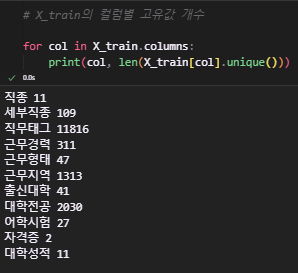 # X_train의 컬럼별 고유값 개수
for col in X_train.columns:
print(col, len(X_train[col].unique()))
0.0s
직종 11
세부직종 109
직무태그 11816
근무경력 311
근무형태 47
근무지역 1313
출신대학 41
대학전공 2030
어학시험 27
자격증 2
대학성적 11